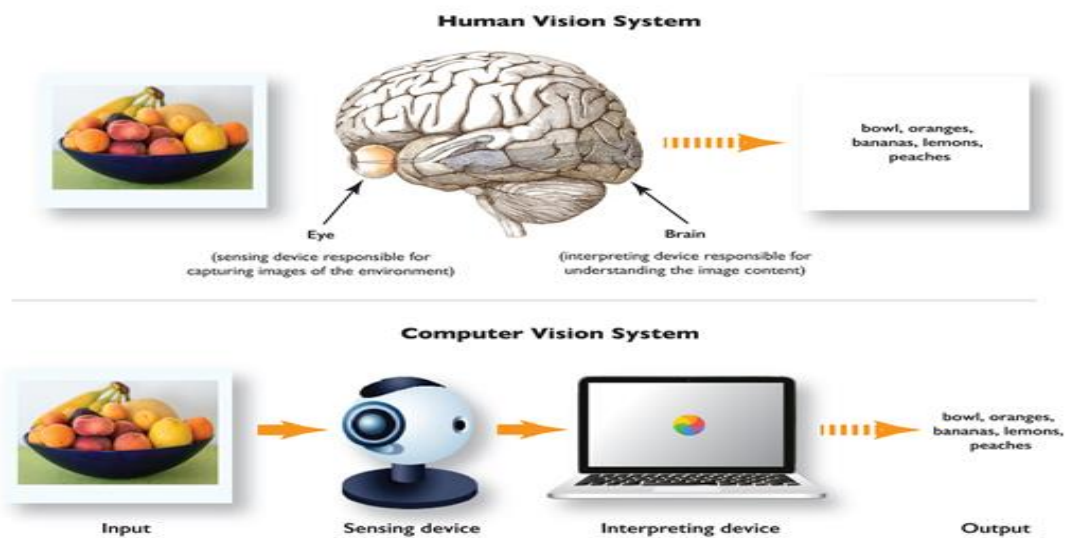 Human Vision System
bowl, oranges,
bananas, lemons,
peaches
Eye
(sensing device responsible for
capturing images of the environment)
Brain
(interpreting device responsible for
understanding the image content)
Computer Vision System
bowl, oranges,
bananas, lemons,
peaches
Input
Sensing device
Interpreting device
Output